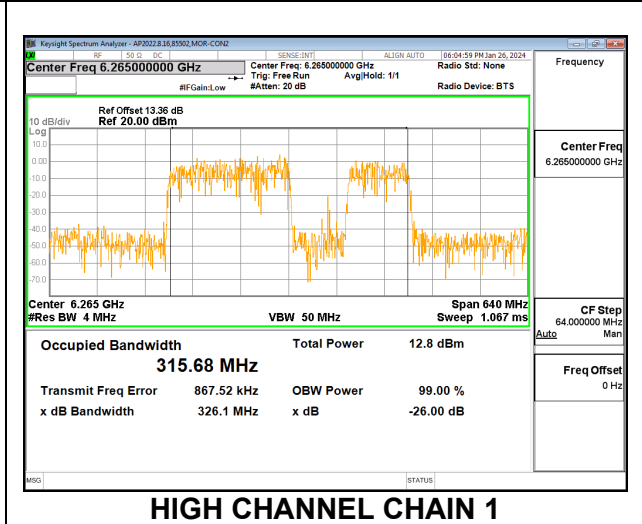 Keysight Spectrum Analyzer - AP2022.8.16,85502,MOR-CON2
RF 50 Ω DC SENSE:INT ALIGN AUTO 06:04:59 PM Jan 26, 2024
Center Freq 6.265000000 GHz Center Freq: 6.265000000 GHz Radio Std: None Frequency
Trig: Free Run Avg|Hold: 1/1
#IFGain:Low #Atten: 20 dB Radio Device: BTS
Ref Offset 13.36 dB
10 dB/div Ref 20.00 dBm
Log
10.0
0.00
-10.0
-20.0
-30.0
-40.0
-50.0
-60.0
-70.0
Center Freq
6.265000000 GHz
Center 6.265 GHz Span 640 MHz
#Res BW 4 MHz VBW 50 MHz Sweep 1.067 ms
CF Step
64.000000 MHz
Auto Man
Freq Offset
0 Hz
Occupied Bandwidth Total Power 12.8 dBm
315.68 MHz
Transmit Freq Error 867.52 kHz OBW Power 99.00 %
x dB Bandwidth 326.1 MHz x dB -26.00 dB
MSG STATUS
HIGH CHANNEL CHAIN 1